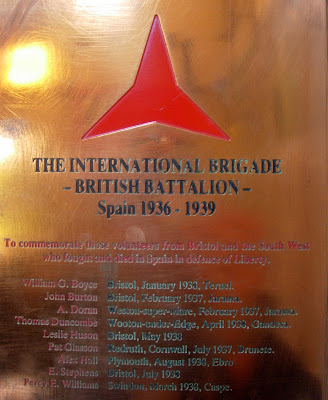 THE INTERNATIONAL BRIGADE
- BRITISH BATTALION -
Spain 1936 - 1939
To commemorate those volunteers from Bristol and the South West
who fought and died in Spain in defence of Liberty.
William G. Boyce Bristol, January 1938, Teruel.
John Burton Bristol, February 1937, Jarama.
A. Doran Weston-super-Mare, February 1937, Jarama.
Thomas Duncombe Wooton-under-Edge, April 1938, Gandesa.
Leslie Huson Bristol, May 1938
Pat Glasson Redruth, Cornwall, July 1937, Brunete.
Alex Hall Plymouth, August 1938, Ebro
E. Stephens Bristol, July 1938
Percy E. Williams Swindon, March 1938, Caspe.